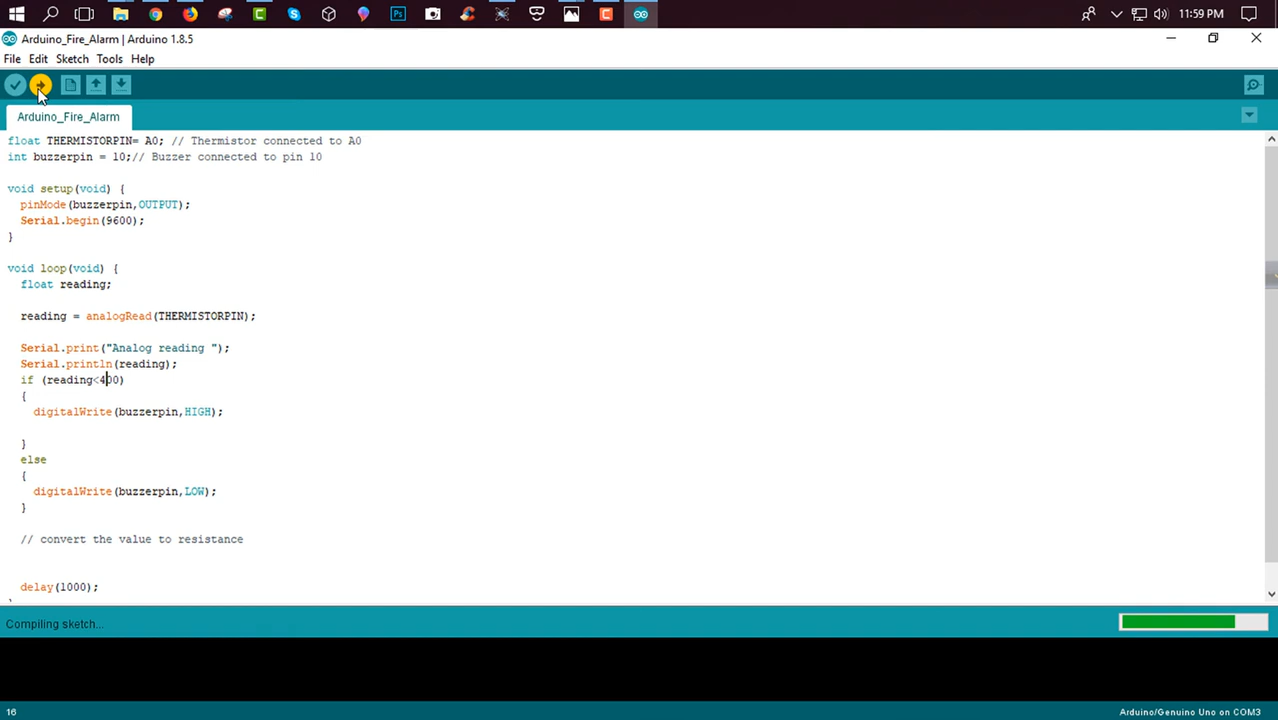 Ps
11:59 PM
Arduino_Fire_Alarm | Arduino 1.8.5
File Edit Sketch Tools Help
Arduino_Fire_Alarm
float THERMISTORPIN= A0; // Thermistor connected to A0
int buzzerpin = 10;// Buzzer connected to pin 10
void setup(void) {
pinMode(buzzerpin,OUTPUT);
Serial.begin(9600);
}
void loop(void) {
float reading;
reading = analogRead(THERMISTORPIN);
Serial.print("Analog reading ");
Serial.println(reading);
if (reading<400)
{
digitalWrite(buzzerpin,HIGH);
}
else
{
digitalWrite(buzzerpin,LOW);
}
// convert the value to resistance
delay(1000);
Compiling sketch...
16 Arduino/Genuino Uno on COM3